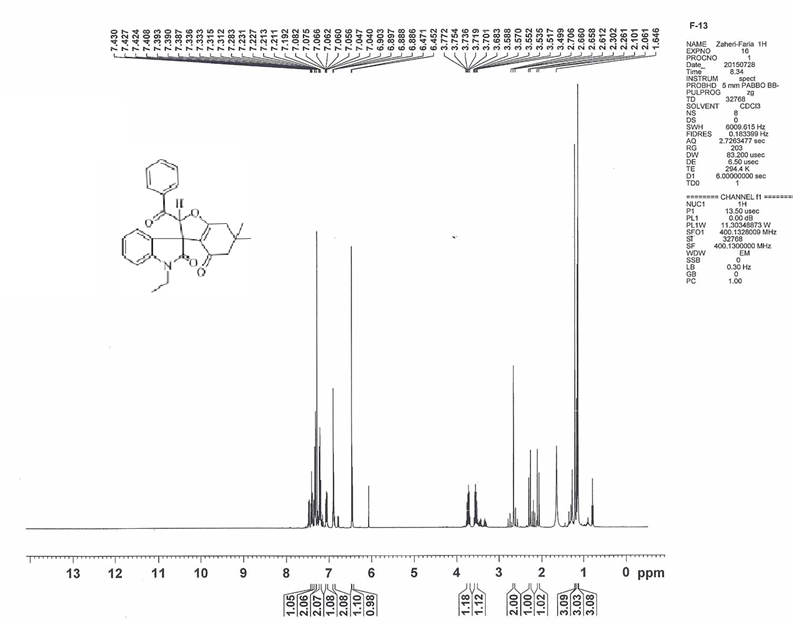 7.430
7.427
7.424
7.408
7.393
7.390
7.387
7.336
7.333
7.315
7.312
7.283
7.231
7.227
7.213
7.211
7.192
7.082
7.075
7.066
7.062
7.060
7.056
7.047
7.040
6.903
6.897
6.888
6.886
6.471
6.452
3.772
3.754
3.736
3.719
3.701
3.683
3.588
3.570
3.552
3.535
3.517
3.499
2.706
2.660
2.658
2.612
2.302
2.261
2.101
2.061
1.646
F-13
NAME Zaheri-Faria 1H
EXPNO 16
PROCNO 1
Date_ 20150728
Time 8.34
INSTRUM spect
PROBHD 5 mm PABBO BB-
PULPROG zg
TD 32768
SOLVENT CDCl3
NS 8
DS 0
SWH 6009.615 Hz
FIDRES 0.183399 Hz
AQ 2.7263477 sec
RG 203
DW 83.200 usec
DE 6.50 usec
TE 294.4 K
D1 6.00000000 sec
TD0 1
======== CHANNEL f1 ========
NUC1 1H
P1 13.50 usec
PL1 0.00 dB
PL1W 11.30348873 W
SFO1 400.1328009 MHz
SI 32768
SF 400.1300000 MHz
WDW EM
SSB 0
LB 0.30 Hz
GB 0
PC 1.00
O H O
O N O
13 12 11 10 9 8 7 6 5 4 3 2 1 0 ppm
1.05
2.06
2.07
1.08
2.08
1.10
0.98
1.18
1.12
2.00
1.00
1.02
3.09
3.03
3.08